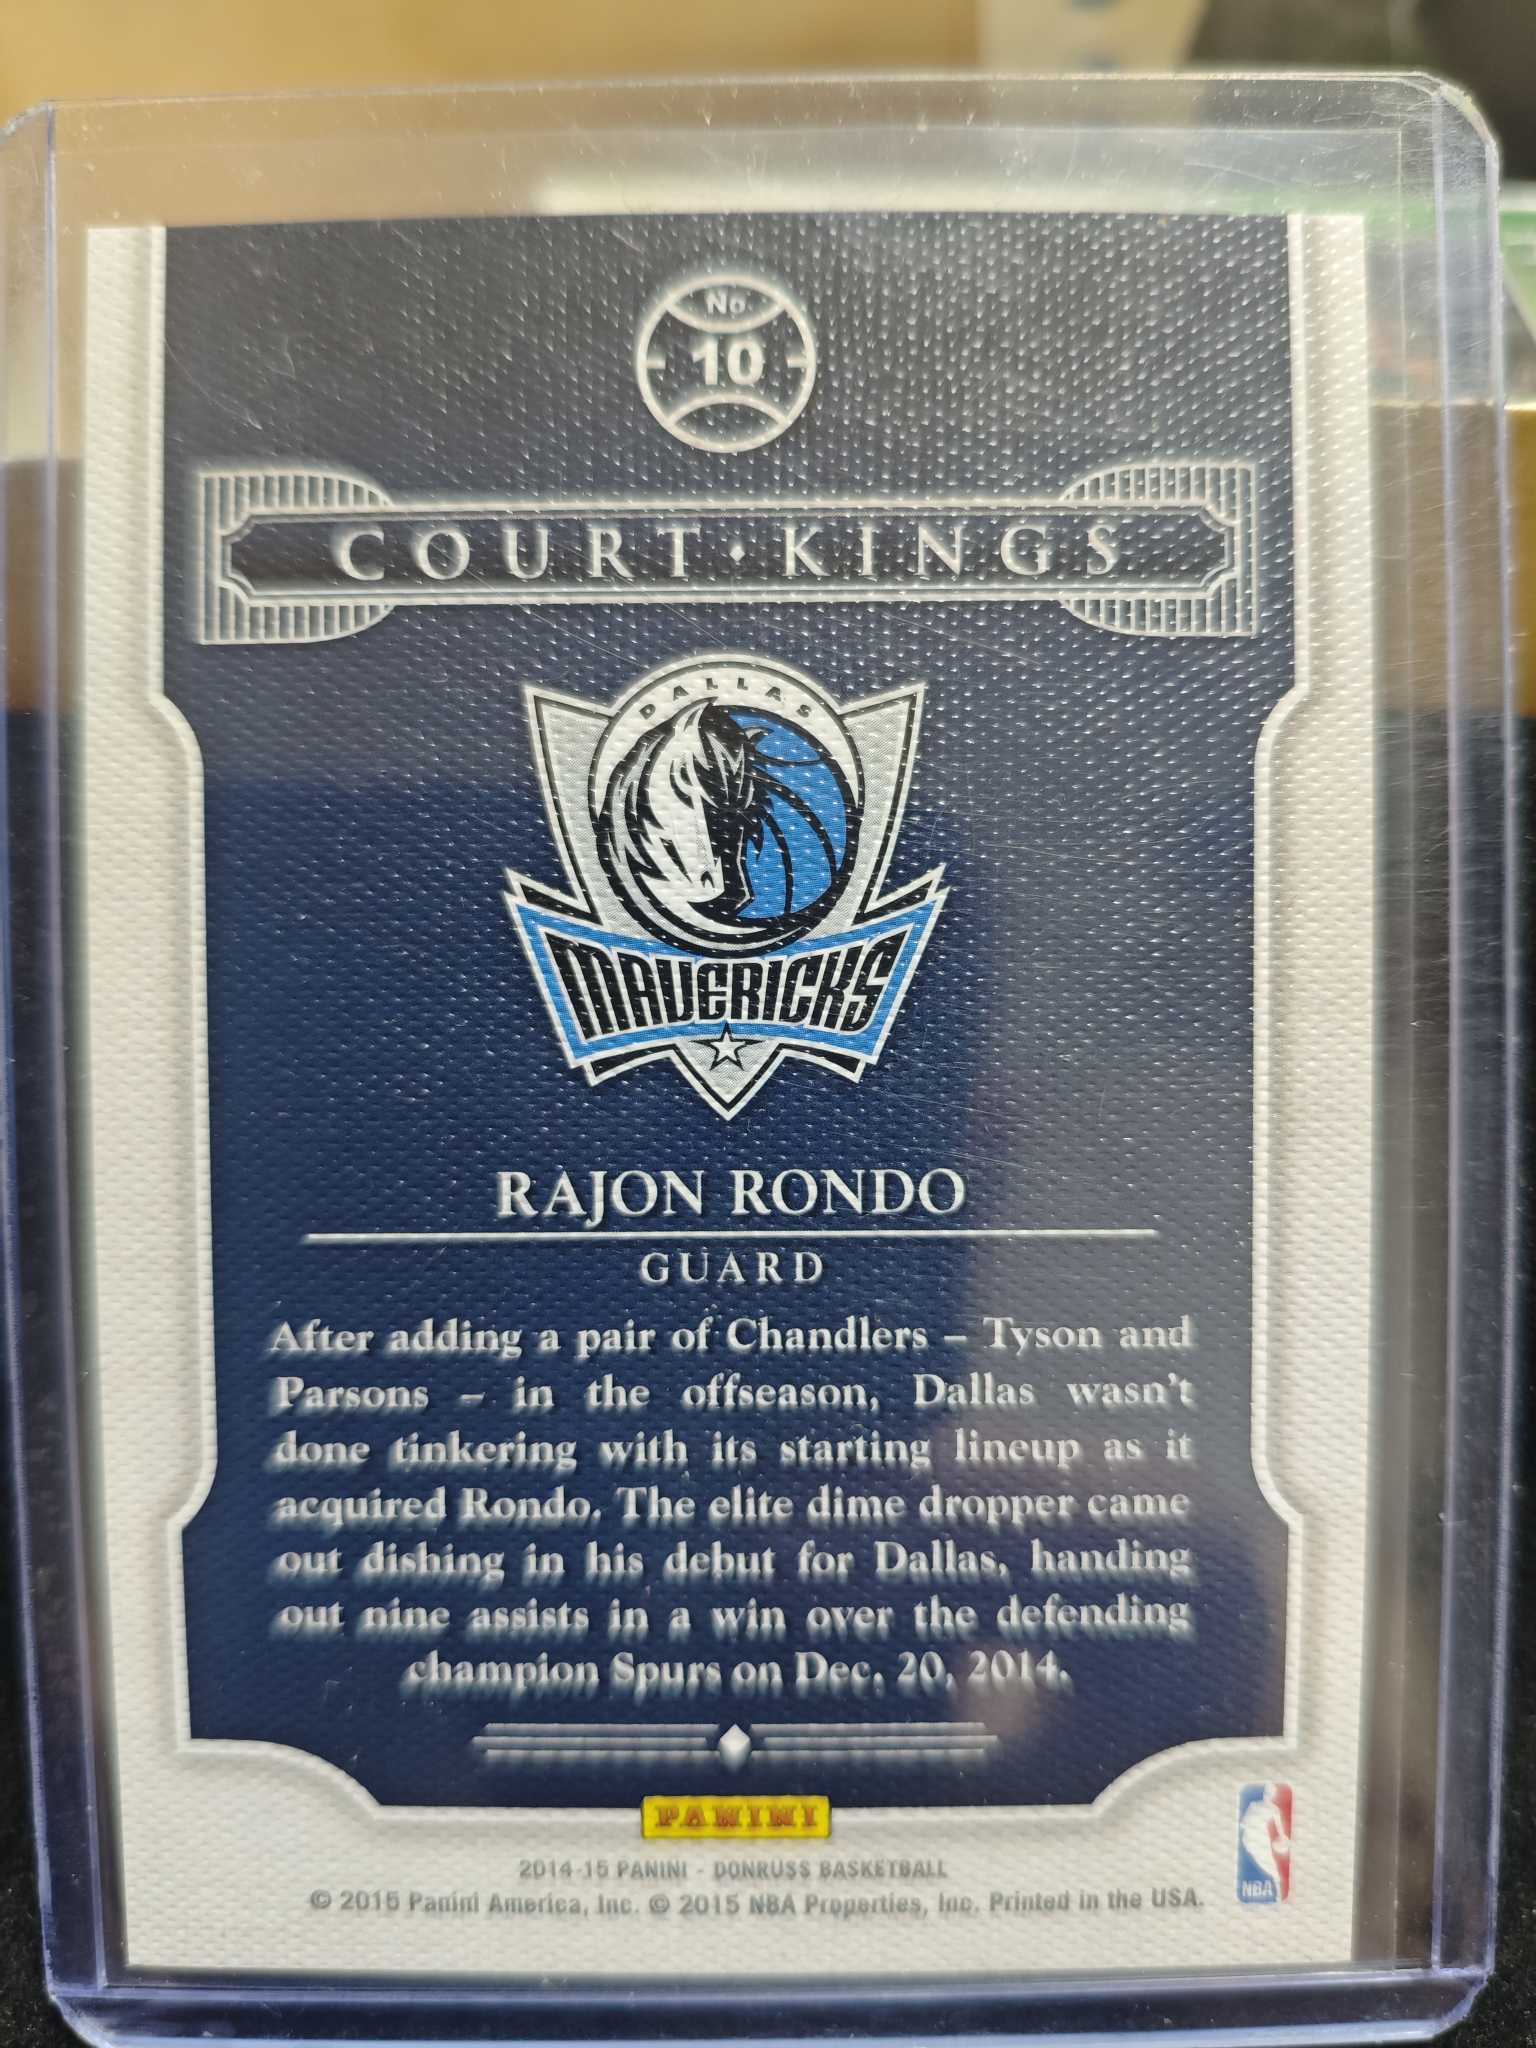 No
10
COURT · KINGS
DALLAS
MAVERICKS
RAJON RONDO
GUARD
After adding a pair of Chandlers – Tyson and
Parsons – in the offseason, Dallas wasn't
done tinkering with its starting lineup as it
acquired Rondo. The elite dime dropper came
out dishing in his debut for Dallas, handing
out nine assists in a win over the defending
champion Spurs on Dec. 20, 2014.
PANINI
2014-15 PANINI - DONRUSS BASKETBALL
© 2015 Panini America, Inc. © 2015 NBA Properties, Inc. Printed in the USA.
NBA